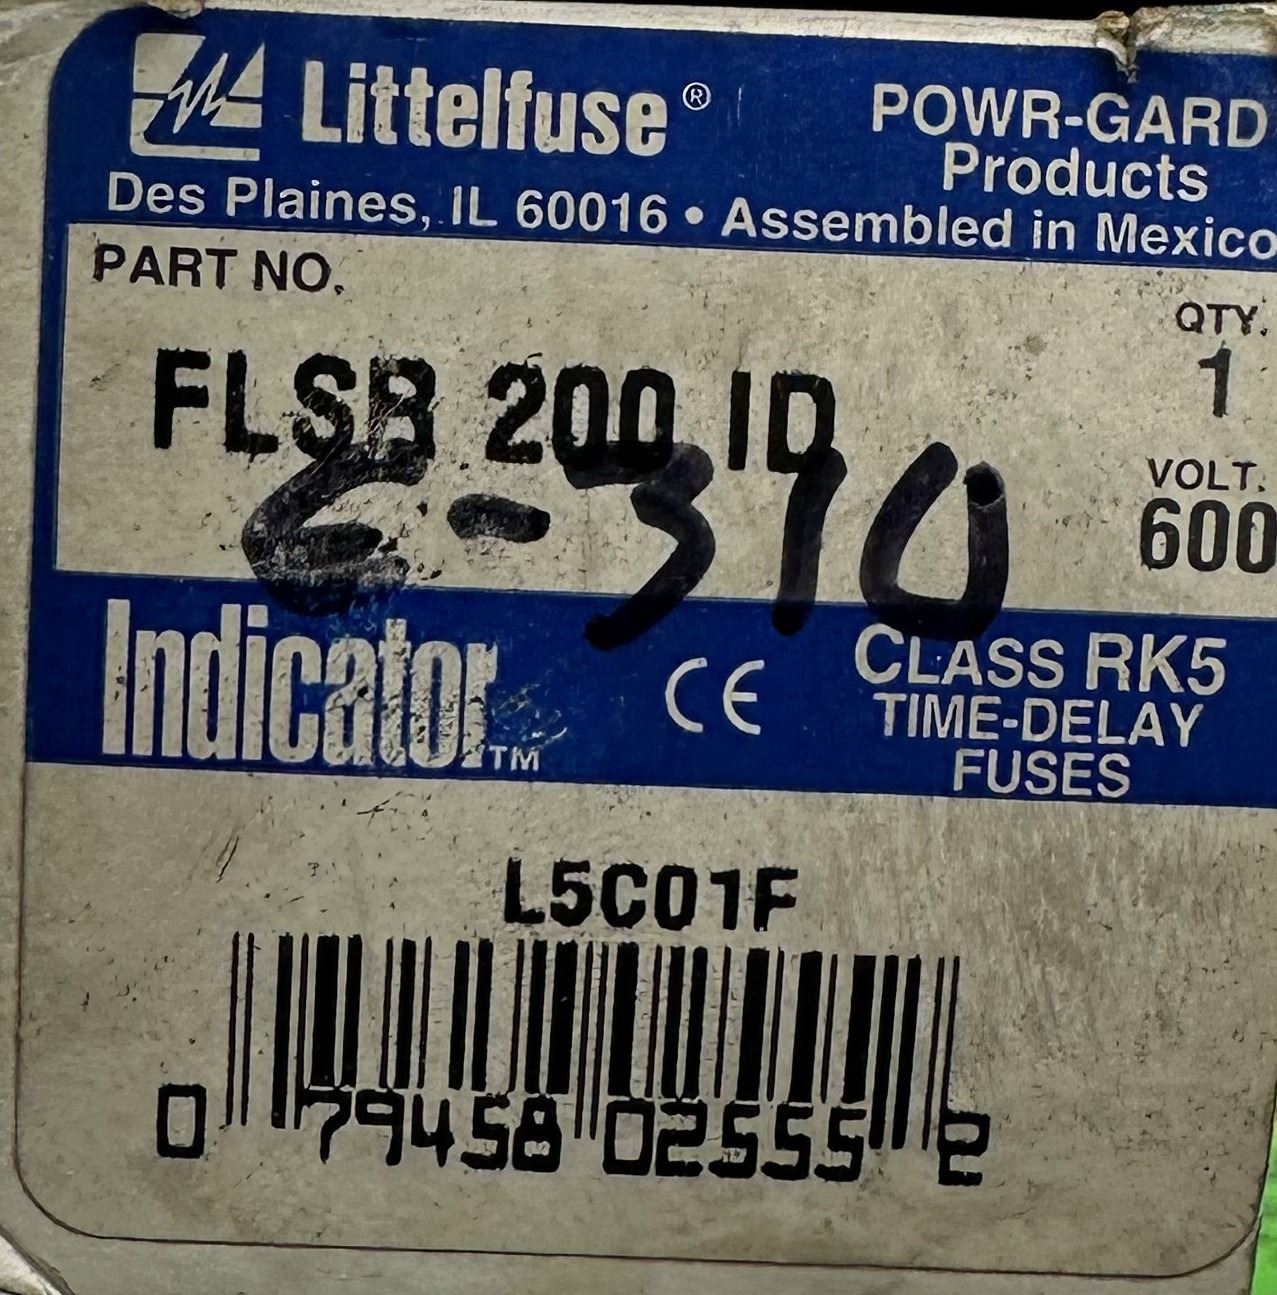 Littelfuse®
POWR-GARD
Products
Des Plaines, IL 60016 • Assembled in Mexico
PART NO.
QTY.
1
FLSR 200 ID
VOLT.
600
E-390
Indicator™
CE
CLASS RK5
TIME-DELAY
FUSES
L5C01F
0 79458 02555 2